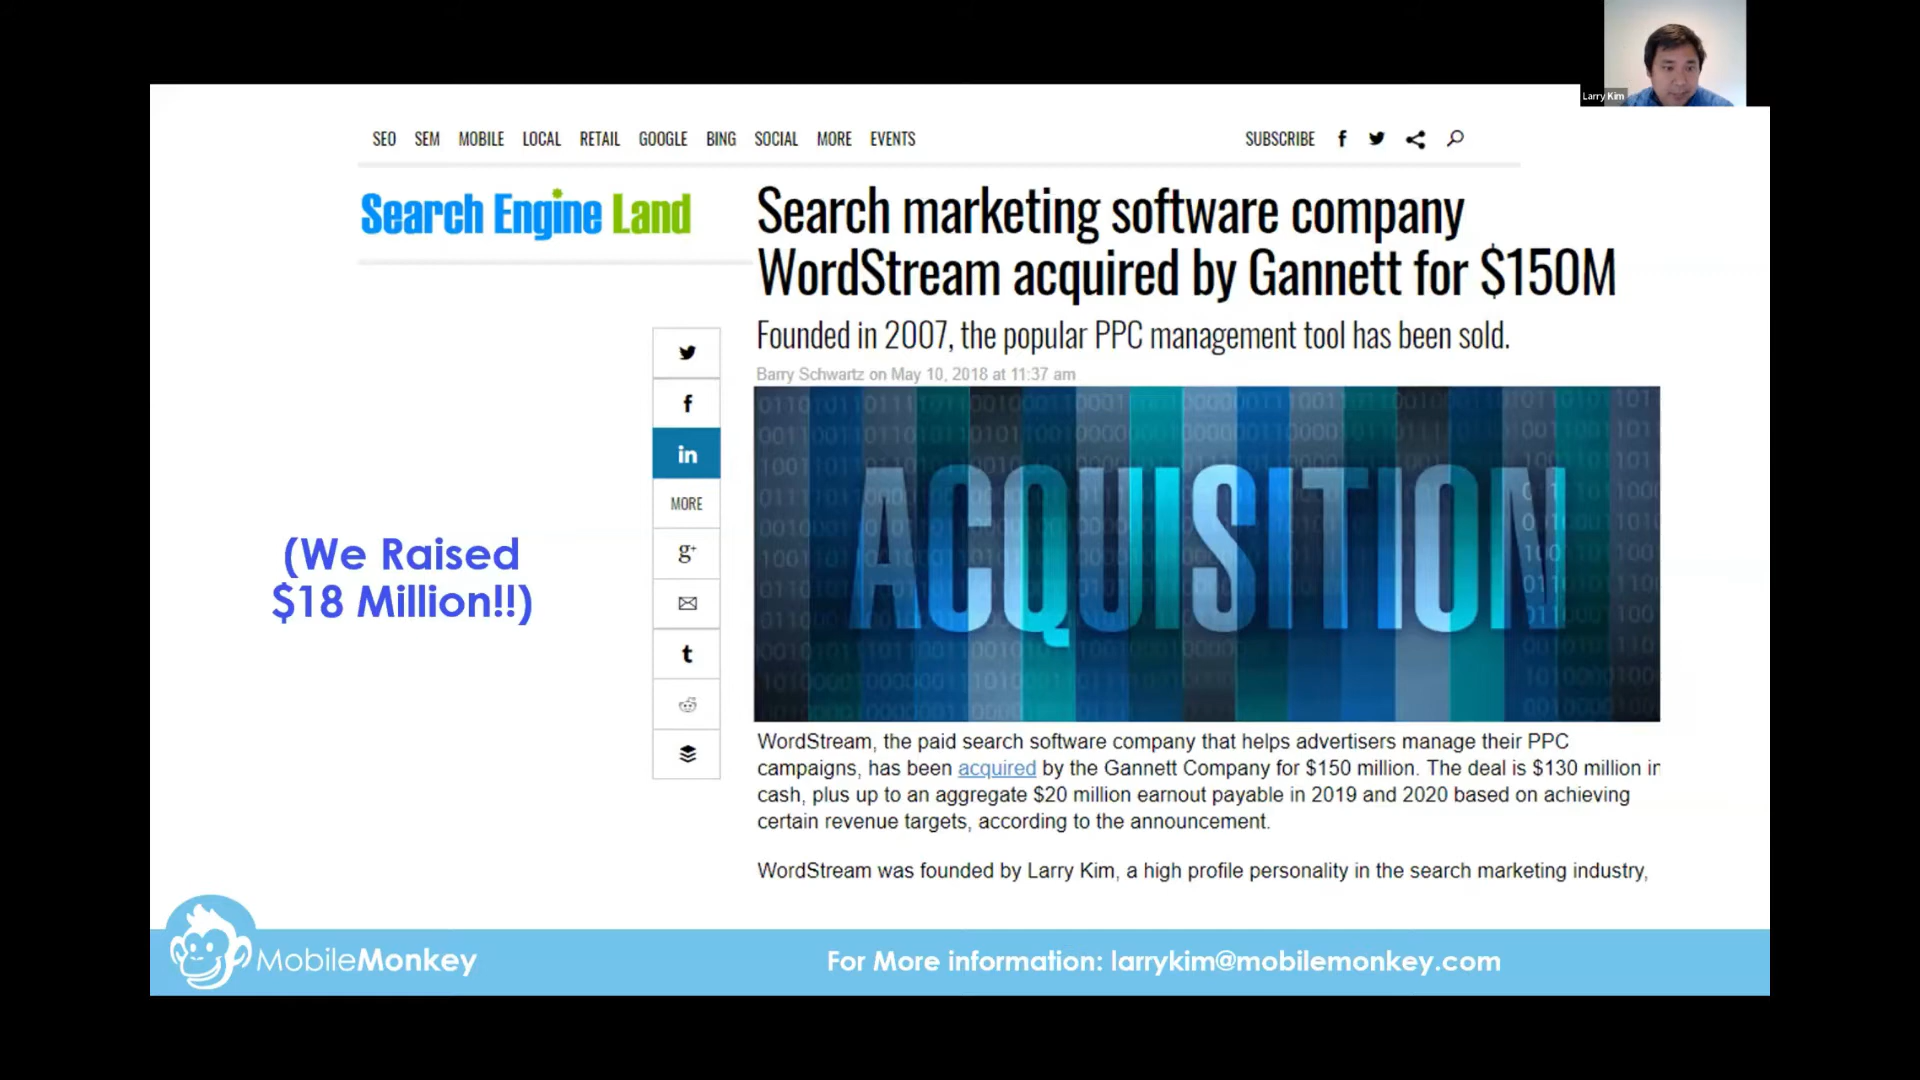 Larry Kim
SEO SEM MOBILE LOCAL RETAIL GOOGLE BING SOCIAL MORE EVENTS SUBSCRIBE
Search Engine Land
Search marketing software company
WordStream acquired by Gannett for $150M
Founded in 2007, the popular PPC management tool has been sold.
Barry Schwartz on May 10, 2018 at 11:37 am
MORE
(We Raised
$18 Million!!)
ACQUISITION
WordStream, the paid search software company that helps advertisers manage their PPC
campaigns, has been acquired by the Gannett Company for $150 million. The deal is $130 million in
cash, plus up to an aggregate $20 million earnout payable in 2019 and 2020 based on achieving
certain revenue targets, according to the announcement.
WordStream was founded by Larry Kim, a high profile personality in the search marketing industry,
MobileMonkey
For More information: larrykim@mobilemonkey.com